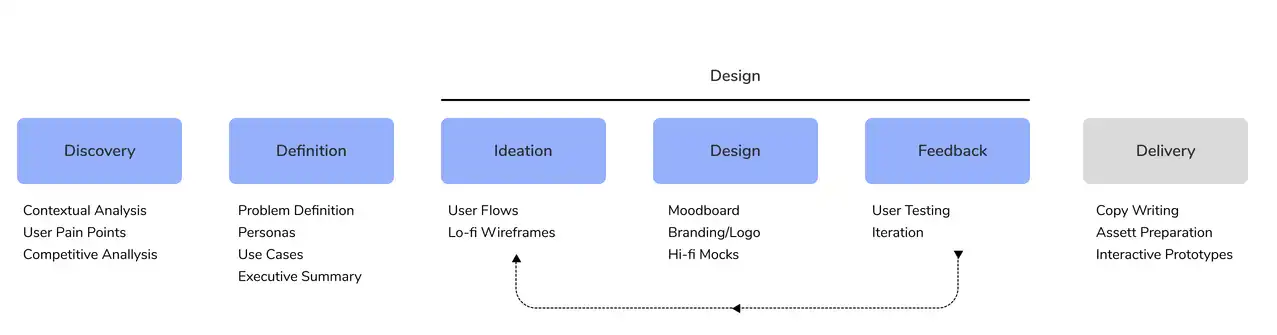 Design
Discovery
Contextual Analysis
User Pain Points
Competitive Anallysis
Definition
Problem Definition
Personas
Use Cases
Executive Summary
Ideation
User Flows
Lo-fi Wireframes
Design
Moodboard
Branding/Logo
Hi-fi Mocks
Feedback
User Testing
Iteration
Delivery
Copy Writing
Assett Preparation
Interactive Prototypes